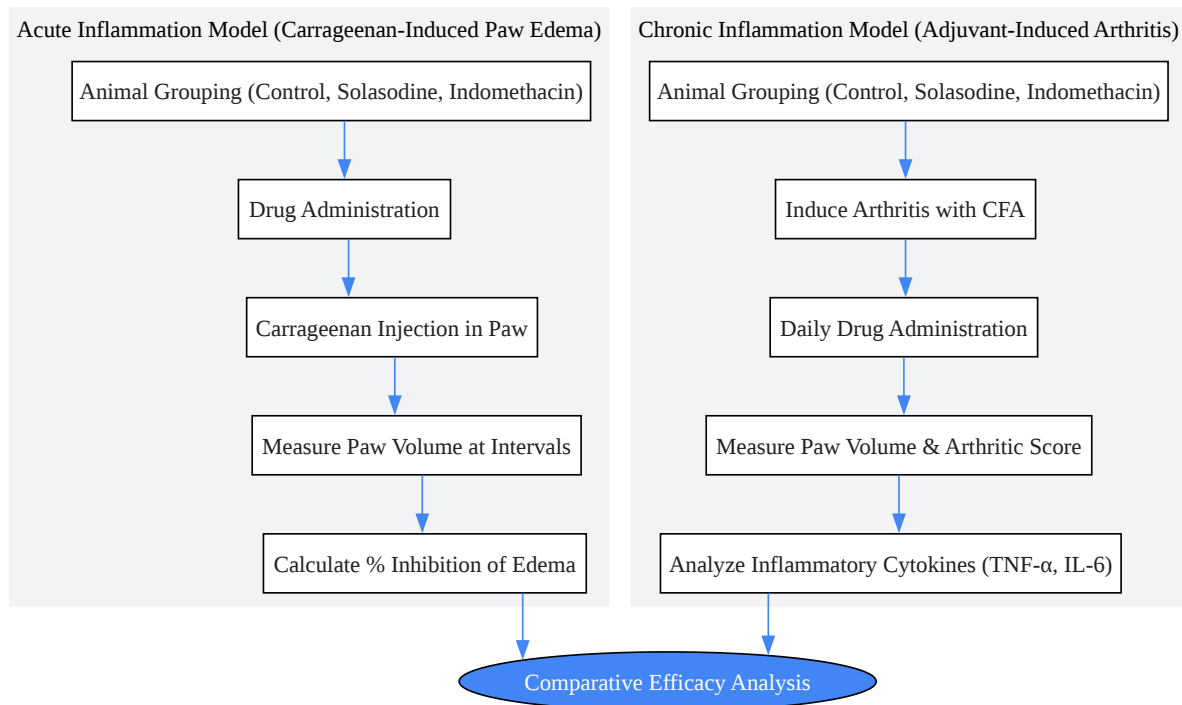 Acute Inflammation Model (Carrageenan-Induced Paw Edema)
Animal Grouping (Control, Solasodine, Indomethacin)
Drug Administration
Carrageenan Injection in Paw
Measure Paw Volume at Intervals
Calculate % Inhibition of Edema
Chronic Inflammation Model (Adjuvant-Induced Arthritis)
Animal Grouping (Control, Solasodine, Indomethacin)
Induce Arthritis with CFA
Daily Drug Administration
Measure Paw Volume & Arthritic Score
Analyze Inflammatory Cytokines (TNF-α, IL-6)
Comparative Efficacy Analysis